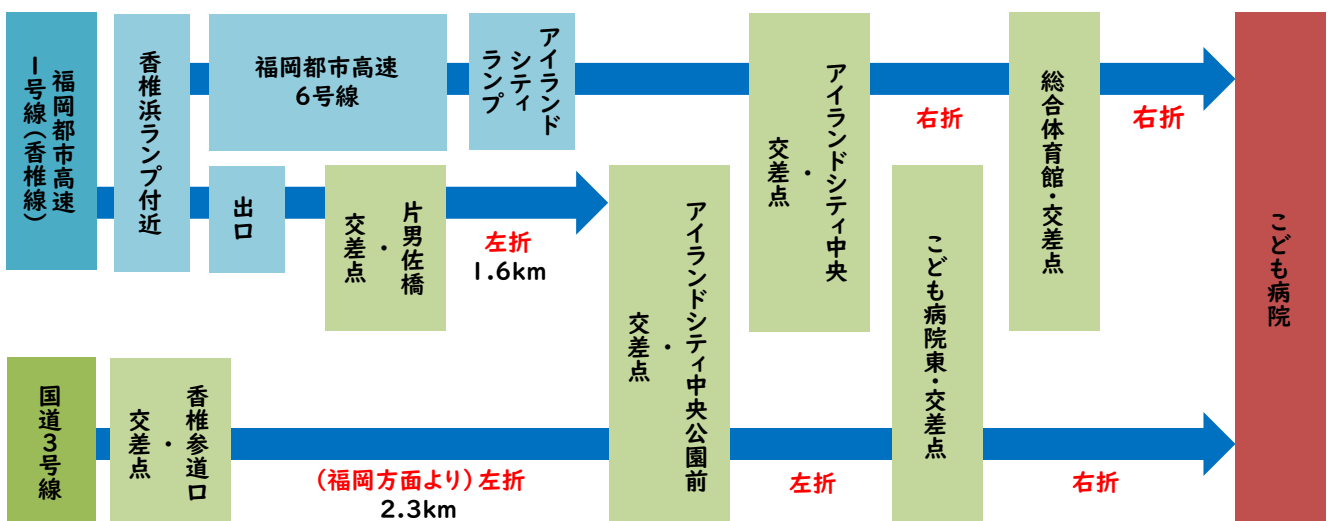 福岡都市高速
1号線(香椎線)
香椎浜ランプ付近
福岡都市高速
6号線
アイランド
シティ
ランプ
出口
片男佐橋
・
交差点
左折
1.6km
アイランドシティ中央
・
交差点
右折
総合体育館・交差点
右折
国道3号線
香椎参道口
・
交差点
(福岡方面より)左折
2.3km
アイランドシティ中央公園前
・
交差点
左折
こども病院東・交差点
右折
こども病院